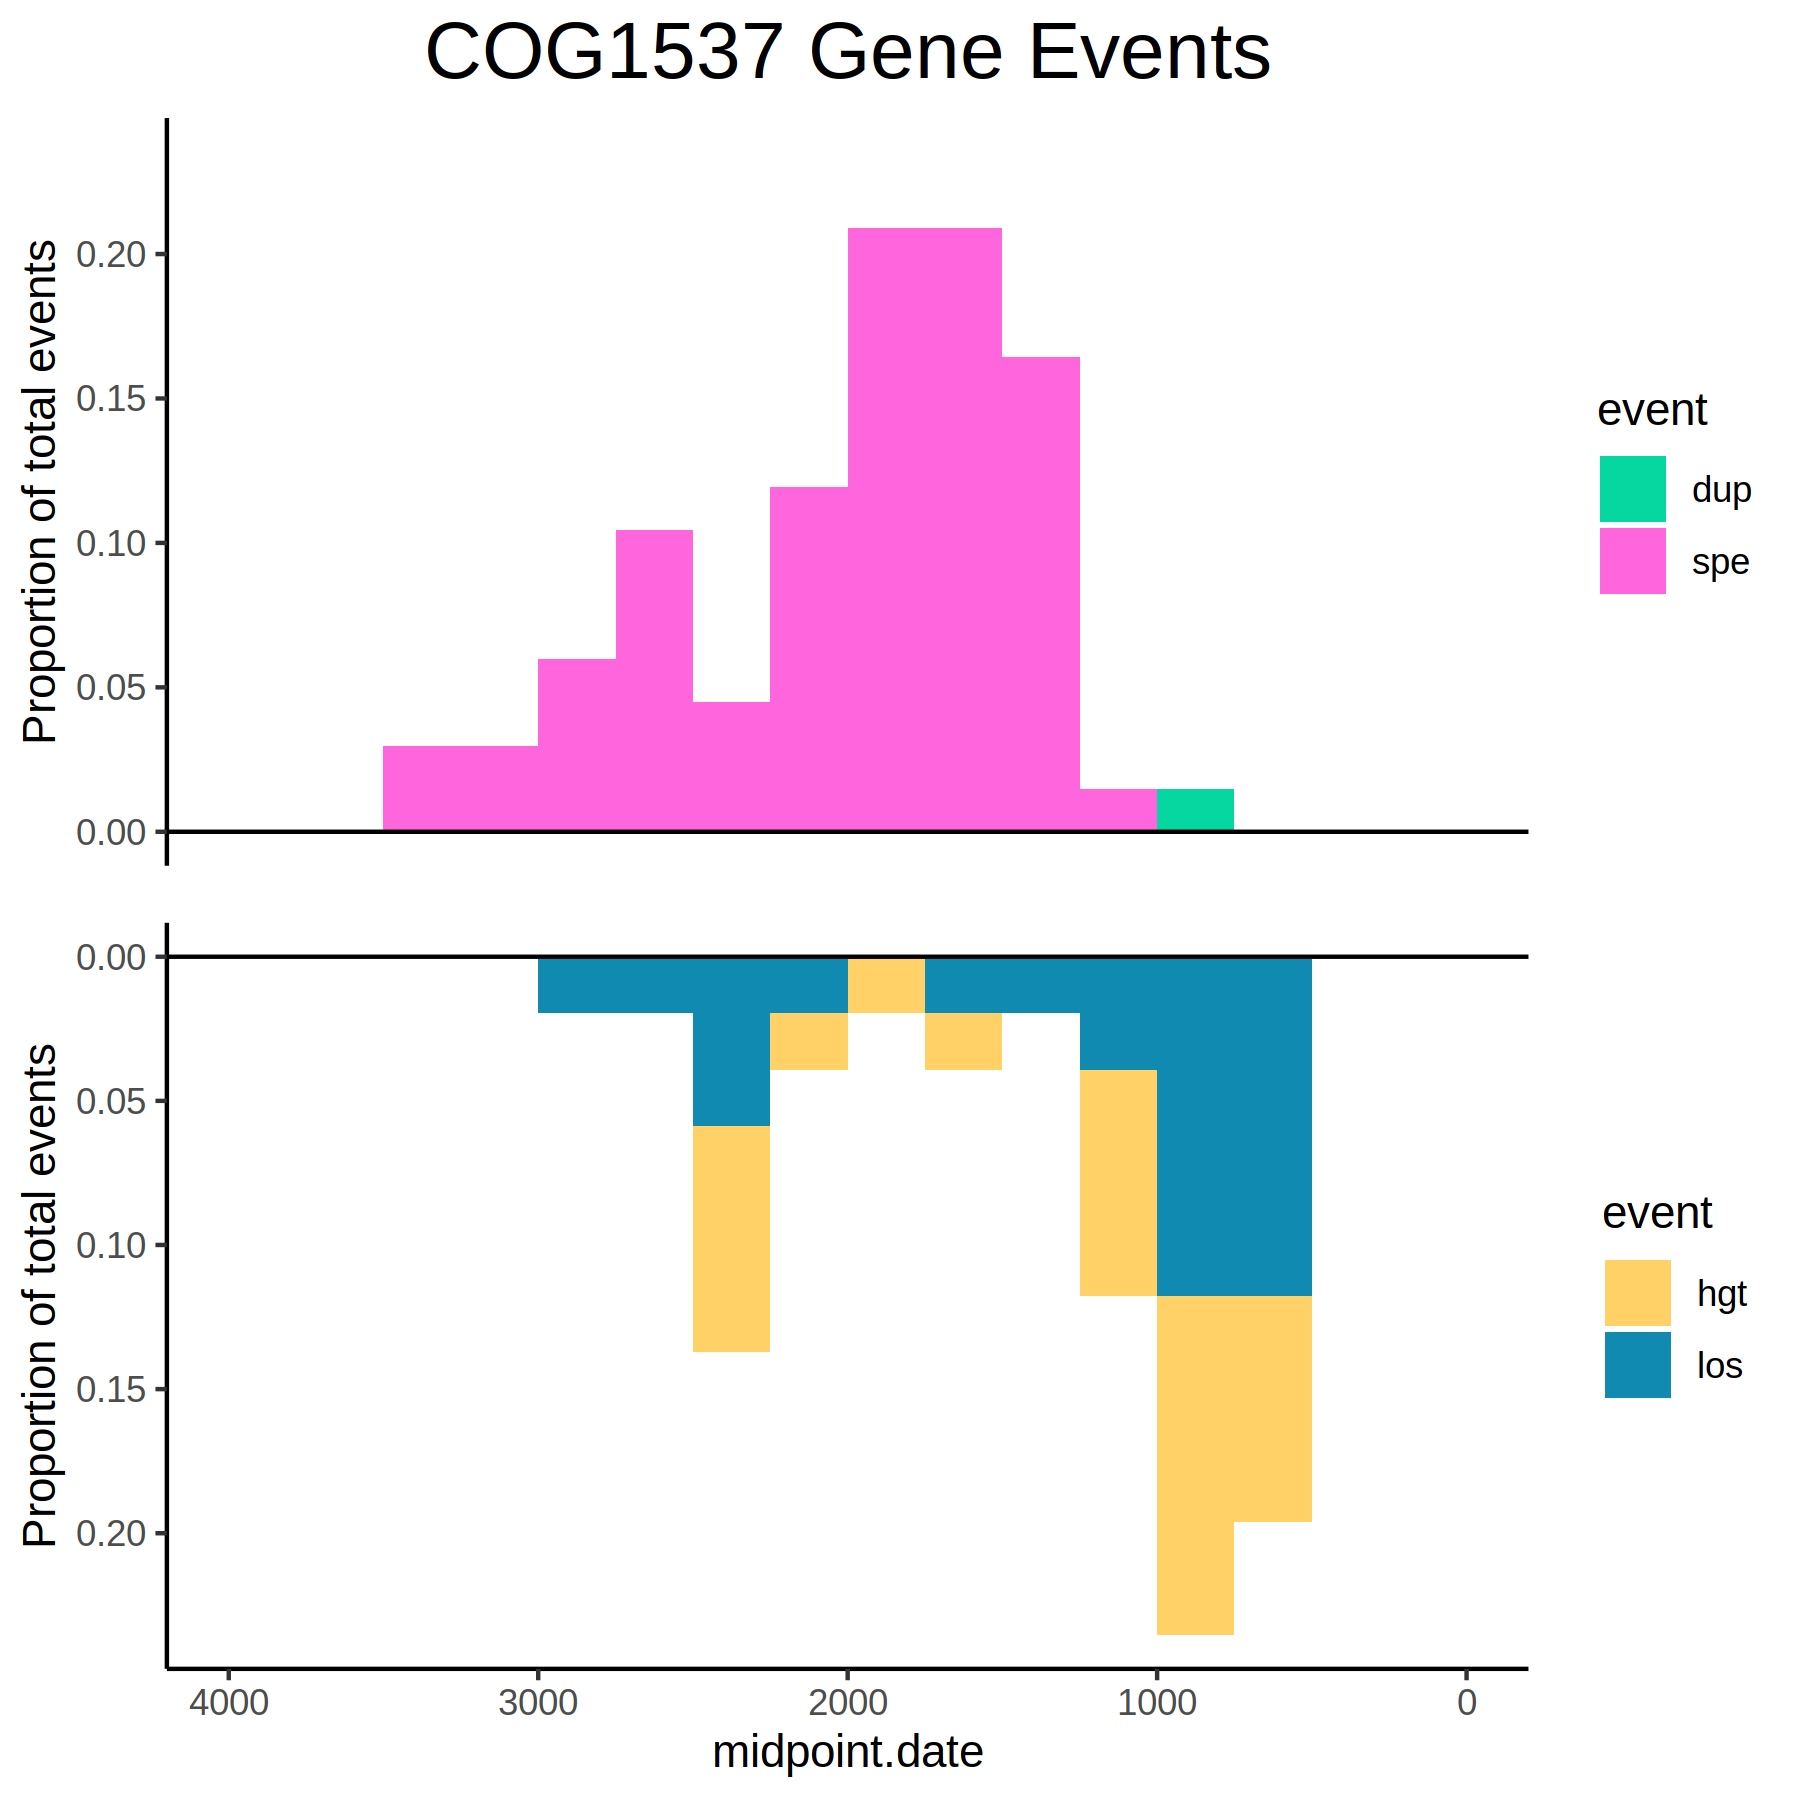 COG1537 Gene Events
Proportion of total events
0.20
0.15
0.10
0.05
0.00
event
dup
spe
Proportion of total events
0.00
0.05
0.10
0.15
0.20
event
hgt
los
4000 3000 2000 1000 0
midpoint.date